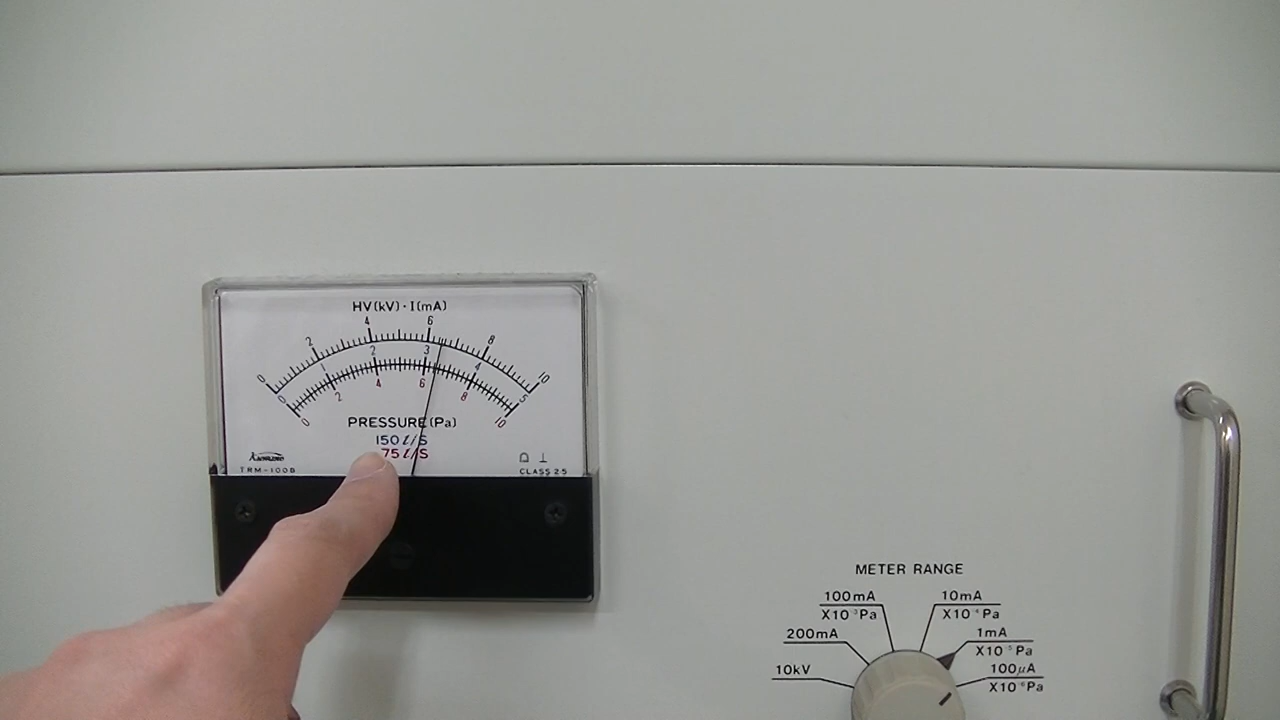 HV(kV)·I(mA)
0 2 4 6 8 10
0 1 2 3 4 5
0 2 4 6 8 10
PRESSURE(Pa)
150ℓ/S
75ℓ/S
TRM-100B
CLASS 2.5
METER RANGE
10kV
200mA
100mA
X10⁻³Pa
10mA
X10⁻⁴Pa
1mA
X10⁻⁵Pa
100μA
X10⁻⁶Pa